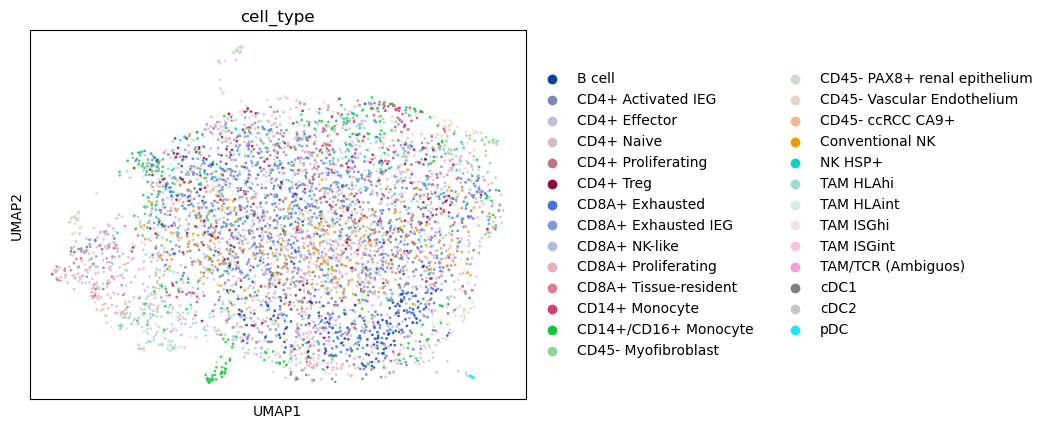 cell_type
UMAP2
UMAP1
B cell
CD4+ Activated IEG
CD4+ Effector
CD4+ Naive
CD4+ Proliferating
CD4+ Treg
CD8A+ Exhausted
CD8A+ Exhausted IEG
CD8A+ NK-like
CD8A+ Proliferating
CD8A+ Tissue-resident
CD14+ Monocyte
CD14+/CD16+ Monocyte
CD45- Myofibroblast
CD45- PAX8+ renal epithelium
CD45- Vascular Endothelium
CD45- ccRCC CA9+
Conventional NK
NK HSP+
TAM HLAhi
TAM HLAint
TAM ISGhi
TAM ISGint
TAM/TCR (Ambiguos)
cDC1
cDC2
pDC